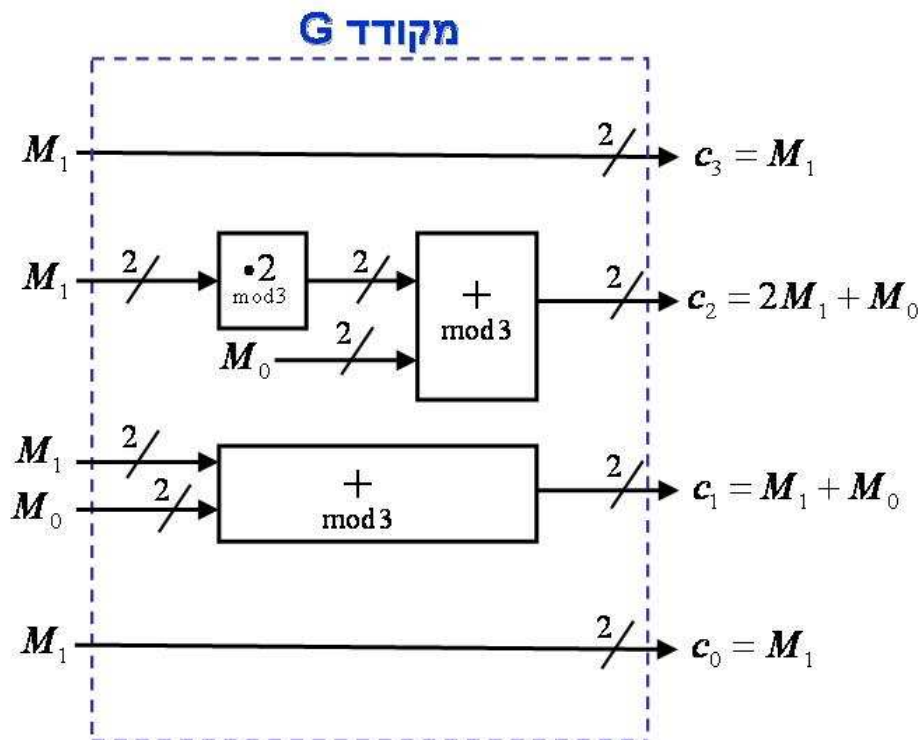 מקודד G
M₁ 2 c₃ = M₁
M₁ 2 •2 mod3 2 + mod3 2 c₂ = 2M₁ + M₀
M₀ 2
M₁ 2 + mod3 2 c₁ = M₁ + M₀
M₀ 2
M₁ 2 c₀ = M₁